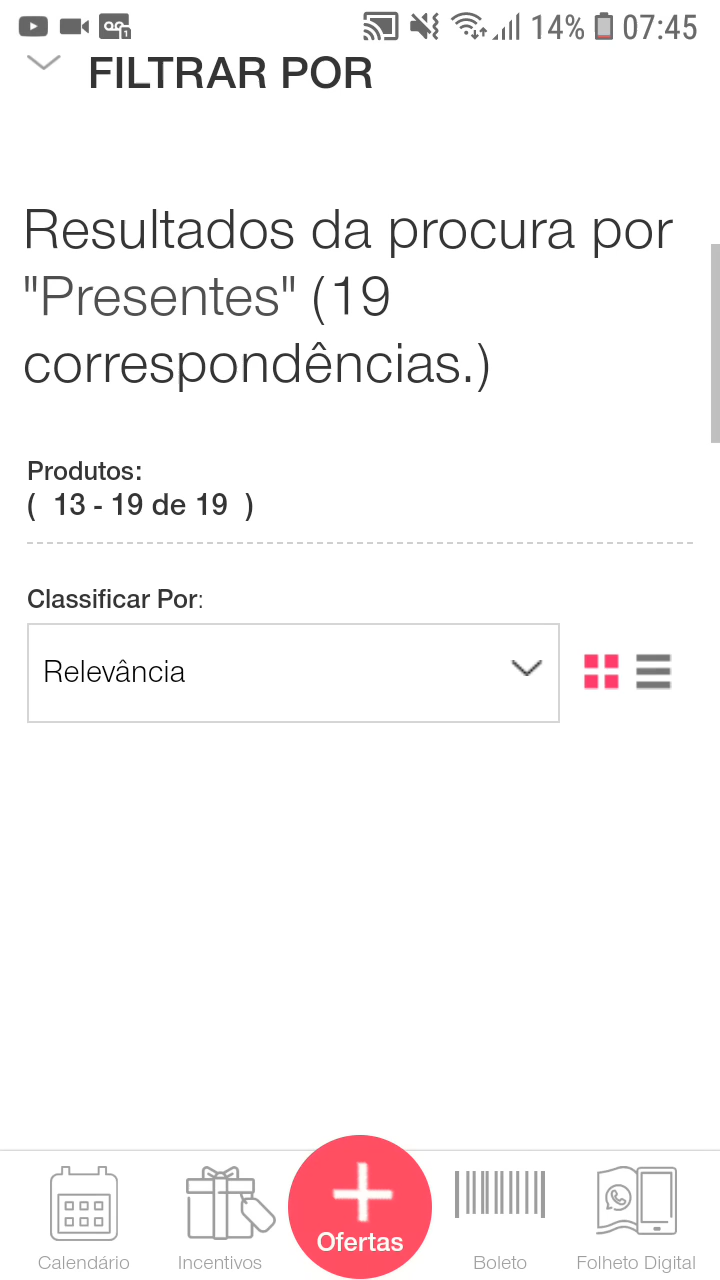 14% 07:45
FILTRAR POR
Resultados da procura por
"Presentes" (19
correspondências.)
Produtos:
( 13 - 19 de 19 )
Classificar Por:
Relevância
Ofertas
Calendário Incentivos Boleto Folheto Digital